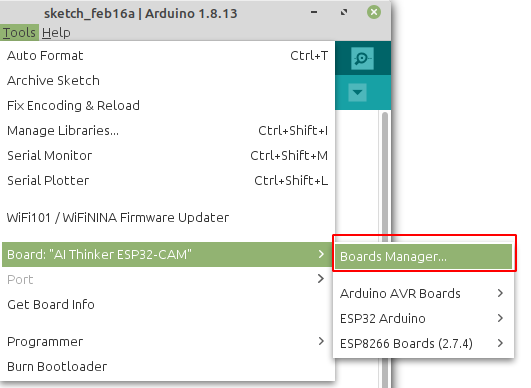 sketch_feb16a | Arduino 1.8.13
Tools Help
Auto Format Ctrl+T
Archive Sketch
Fix Encoding & Reload
Manage Libraries... Ctrl+Shift+I
Serial Monitor Ctrl+Shift+M
Serial Plotter Ctrl+Shift+L
WiFi101 / WiFiNINA Firmware Updater
Board: "AI Thinker ESP32-CAM"
Boards Manager...
Port
Get Board Info
Arduino AVR Boards
ESP32 Arduino
ESP8266 Boards (2.7.4)
Programmer
Burn Bootloader